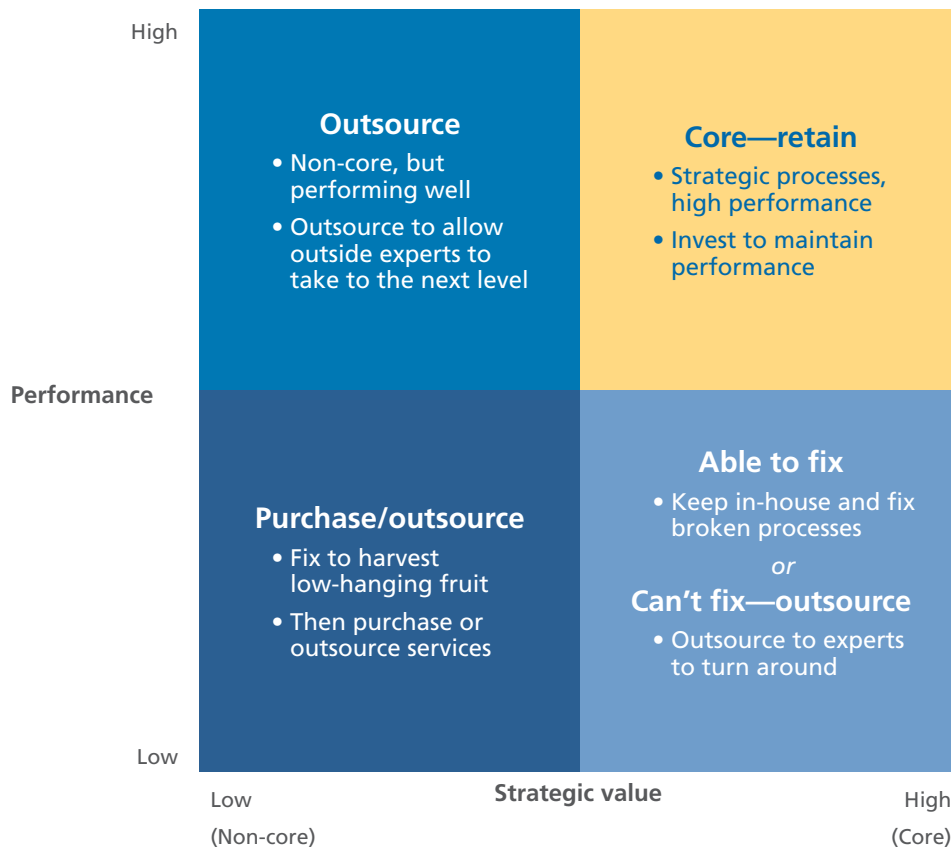 High
Outsource
• Non-core, but
performing well
• Outsource to allow
outside experts to
take to the next level
Core—retain
• Strategic processes,
high performance
• Invest to maintain
performance
Performance
Purchase/outsource
• Fix to harvest
low-hanging fruit
• Then purchase or
outsource services
Able to fix
• Keep in-house and fix
broken processes
or
Can’t fix—outsource
• Outsource to experts
to turn around
Low
Low
(Non-core)
Strategic value
High
(Core)